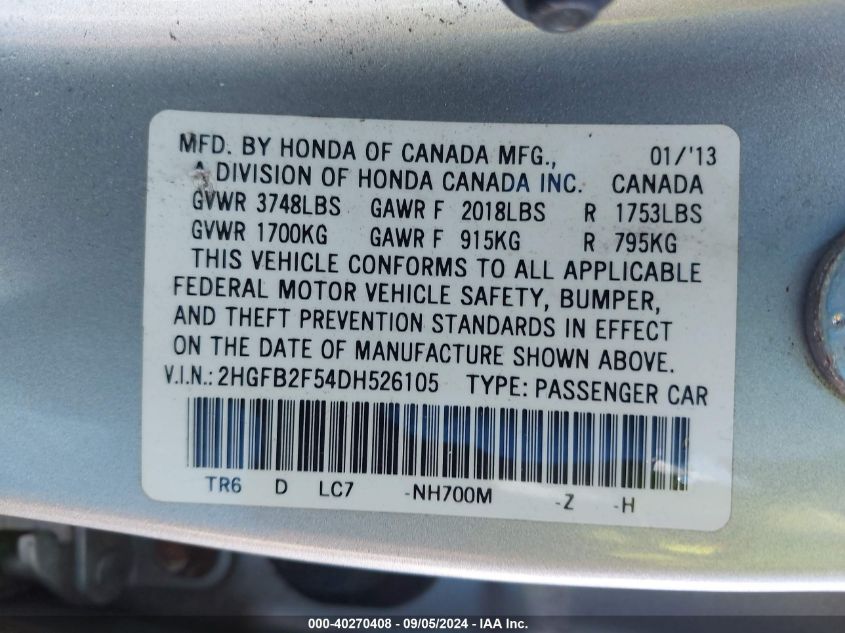 MFD. BY HONDA OF CANADA MFG., 01/'13
A DIVISION OF HONDA CANADA INC. CANADA
GVWR 3748LBS GAWR F 2018LBS R 1753LBS
GVWR 1700KG GAWR F 915KG R 795KG
THIS VEHICLE CONFORMS TO ALL APPLICABLE
FEDERAL MOTOR VEHICLE SAFETY, BUMPER,
AND THEFT PREVENTION STANDARDS IN EFFECT
ON THE DATE OF MANUFACTURE SHOWN ABOVE.
V.I.N.: 2HGFB2F54DH526105 TYPE: PASSENGER CAR
TR6 D LC7 -NH700M -Z -H
000-40270408 - 09/05/2024 - IAA Inc.